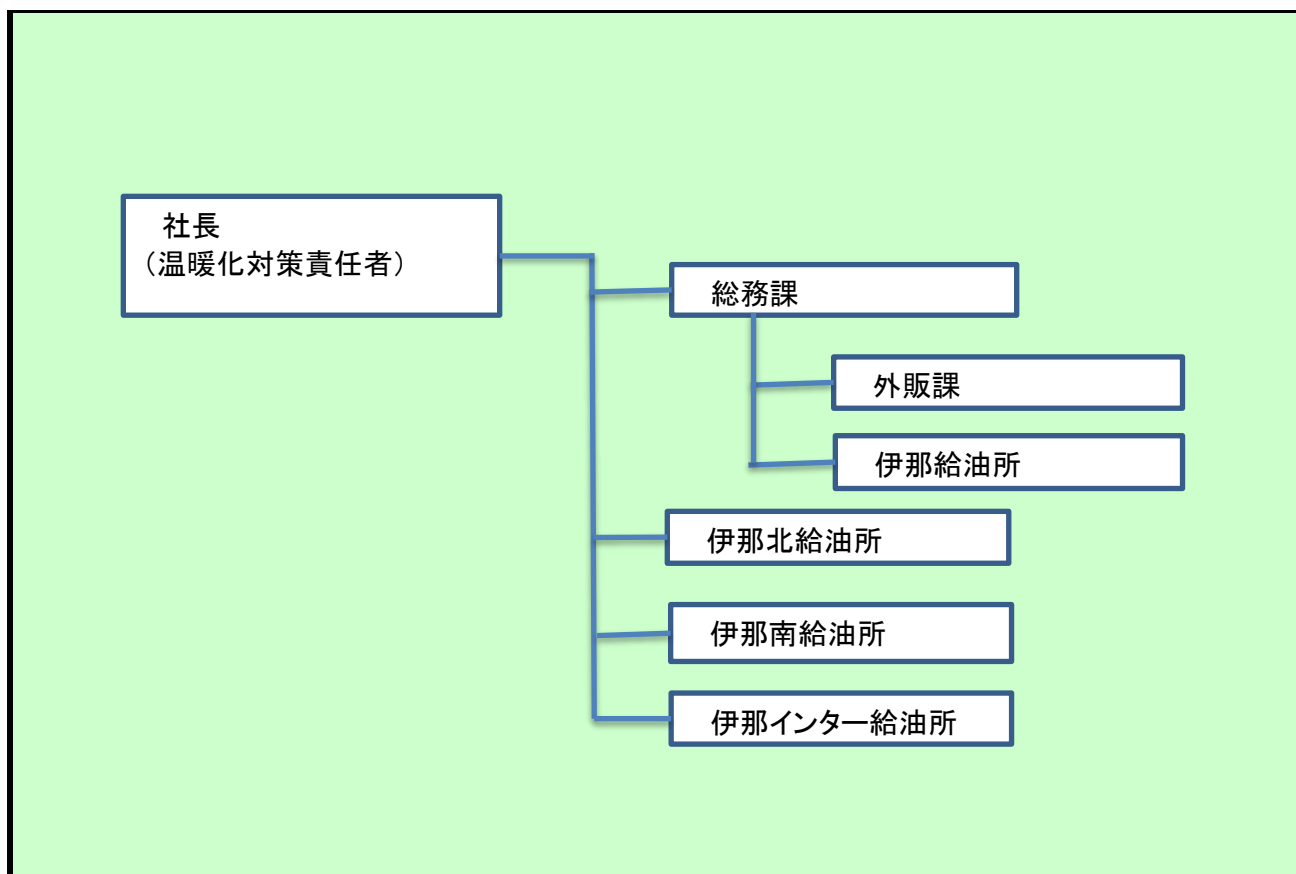 社長
（温暖化対策責任者）
総務課
外販課
伊那給油所
伊那北給油所
伊那南給油所
伊那インター給油所